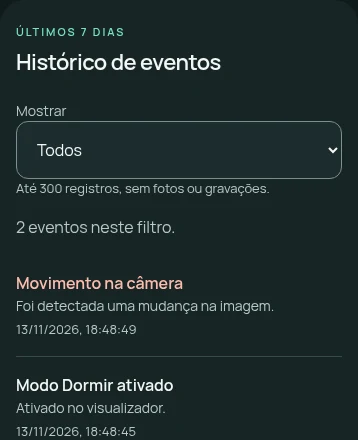 ÚLTIMOS 7 DIAS
Histórico de eventos
Mostrar
Todos
Até 300 registros, sem fotos ou gravações.
2 eventos neste filtro.
Movimento na câmera
Foi detectada uma mudança na imagem.
13/11/2026, 18:48:49
Modo Dormir ativado
Ativado no visualizador.
13/11/2026, 18:48:45